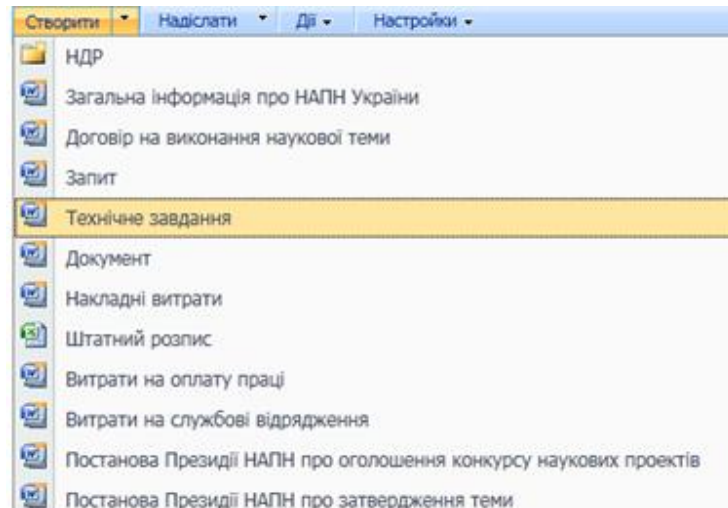 Створити Надіслати Дії Настройки
НДР
Загальна інформація про НАПН України
Договір на виконання наукової теми
Запит
Технічне завдання
Документ
Накладні витрати
Штатний розпис
Витрати на оплату праці
Витрати на службові відрядження
Постанова Президії НАПН про оголошення конкурсу наукових проектів
Постанова Президії НАПН про затвердження теми